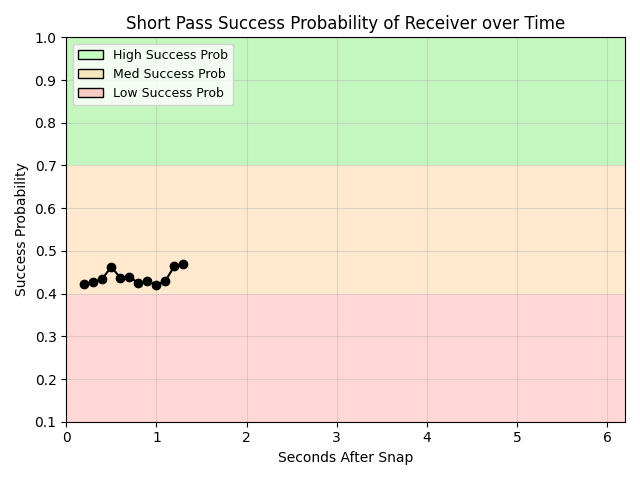 Short Pass Success Probability of Receiver over Time
1.0
High Success Prob
Med Success Prob
Low Success Prob
0.9
0.8
0.7
0.6
0.5
0.4
0.3
0.2
0.1
Success Probability
0 1 2 3 4 5 6
Seconds After Snap